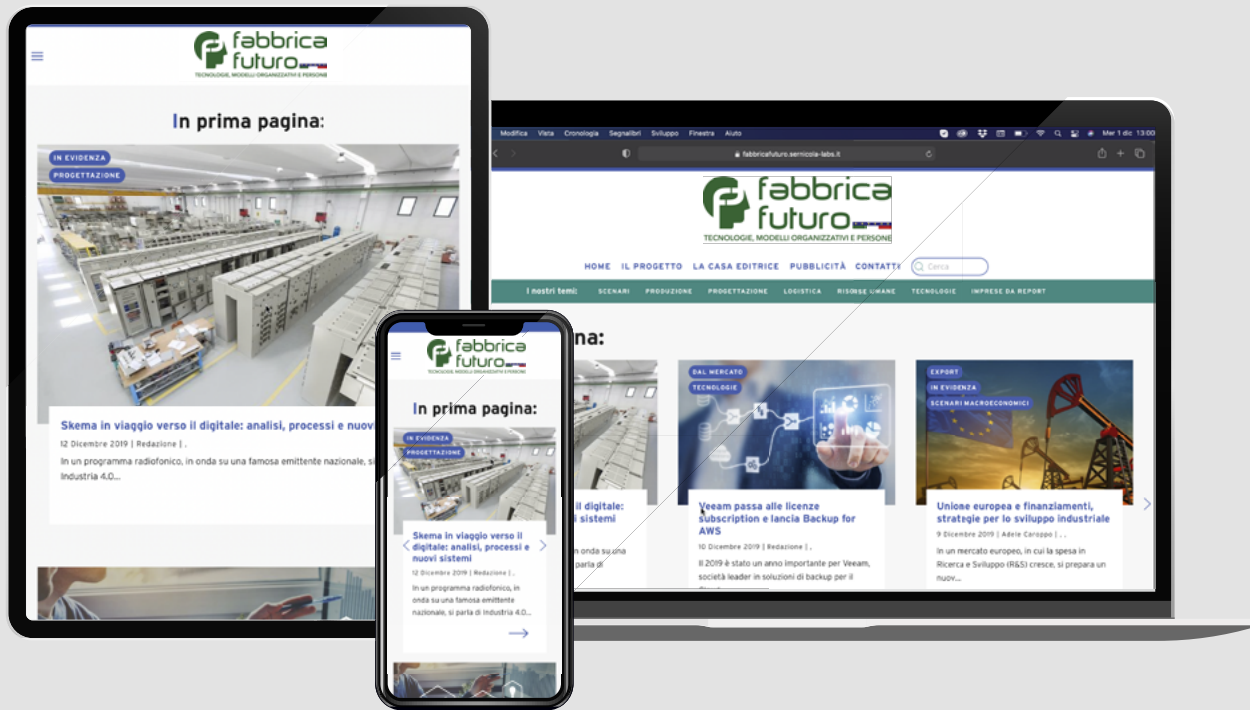 fabbrica
futuro
TECNOLOGIE, MODELLI ORGANIZZATIVI E PERSONE
In prima pagina:
IN EVIDENZA
PROGETTAZIONE
Skema in viaggio verso il digitale: analisi, processi e nuovi
12 Dicembre 2019 | Redazione | ,
In un programma radiofonico, in onda su una famosa emittente nazionale, si
Industria 4.0...
fabbrica
futuro
TECNOLOGIE, MODELLI ORGANIZZATIVI E PERSONE
In prima pagina:
IN EVIDENZA
PROGETTAZIONE
Skema in viaggio verso il
digitale: analisi, processi e
nuovi sistemi
12 Dicembre 2019 | Redazione | ,
In un programma radiofonico, in
onda su una famosa emittente
nazionale, si parla di Industria 4.0...
Modifica Vista Cronologia Segnalibri Sviluppo Finestra Aiuto Mar 1 dic 13:00
fabbricafuturo.sernicola-labs.it
fabbrica
futuro
TECNOLOGIE, MODELLI ORGANIZZATIVI E PERSONE
HOME IL PROGETTO LA CASA EDITRICE PUBBLICITÀ CONTATTI Cerca
I nostri temi: SCENARI PRODUZIONE PROGETTAZIONE LOGISTICA RISORSE UMANE TECNOLOGIE IMPRESE DA REPORT
na:
il digitale:
i sistemi
n onda su una
parla di
DAL MERCATO
TECNOLOGIE
Veeam passa alle licenze
subscription e lancia Backup for
AWS
10 Dicembre 2019 | Redazione | ,
Il 2019 è stato un anno importante per Veeam,
società leader in soluzioni di backup per il
EXPORT
IN EVIDENZA
SCENARI MACROECONOMICI
Unione europea e finanziamenti,
strategie per lo sviluppo industriale
9 Dicembre 2019 | Adele Caroppo | , ,
In un mercato europeo, in cui la spesa in
Ricerca e Sviluppo (R&S) cresce, si prepara un
nuov...